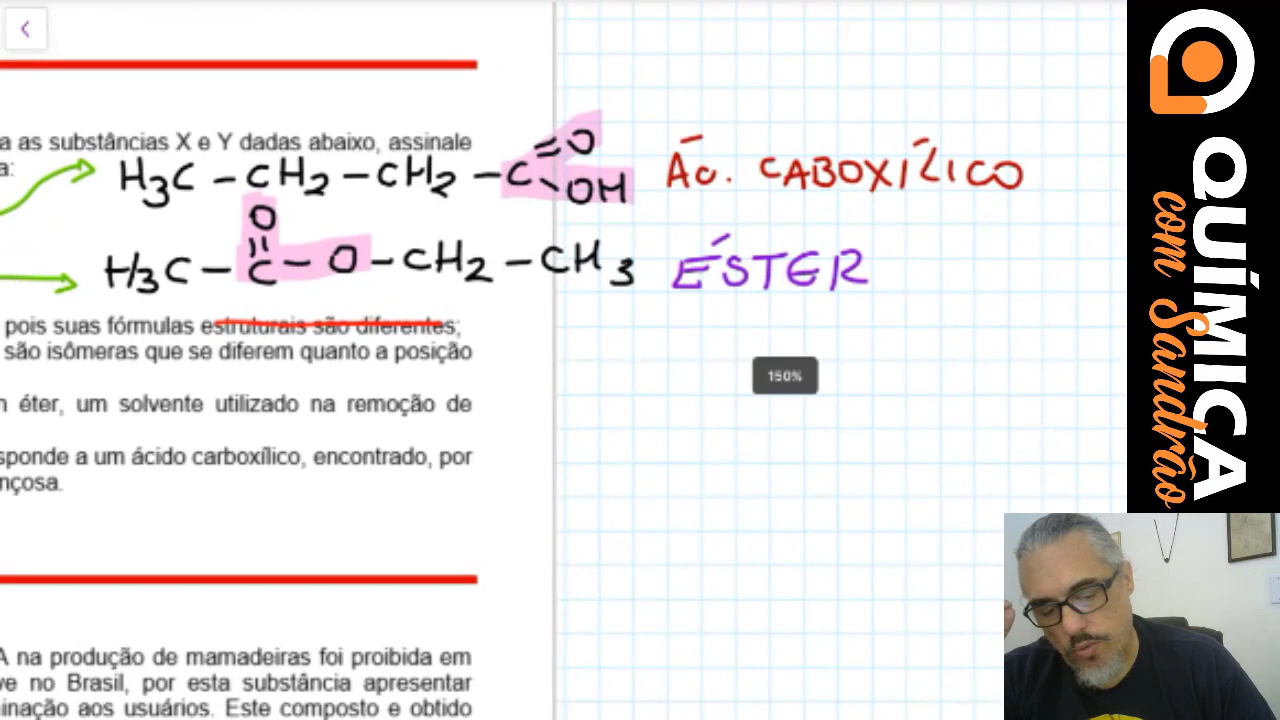 a as substâncias X e Y dadas abaixo, assinale
a:
H3C – CH2 – CH2 – C =O – OH ÁC. CABOXÍLICO
O
H3C – C – O – CH2 – CH3 ÉSTER
pois suas fórmulas estruturais são diferentes;
são isômeras que se diferem quanto a posição
150%
éter, um solvente utilizado na remoção de
sponde a um ácido carboxílico, encontrado, por
nçosa.
A na produção de mamadeiras foi proibida em
ve no Brasil, por esta substância apresentar
inação aos usuários. Este composto e obtido
QUÍMICA
com Sandrão